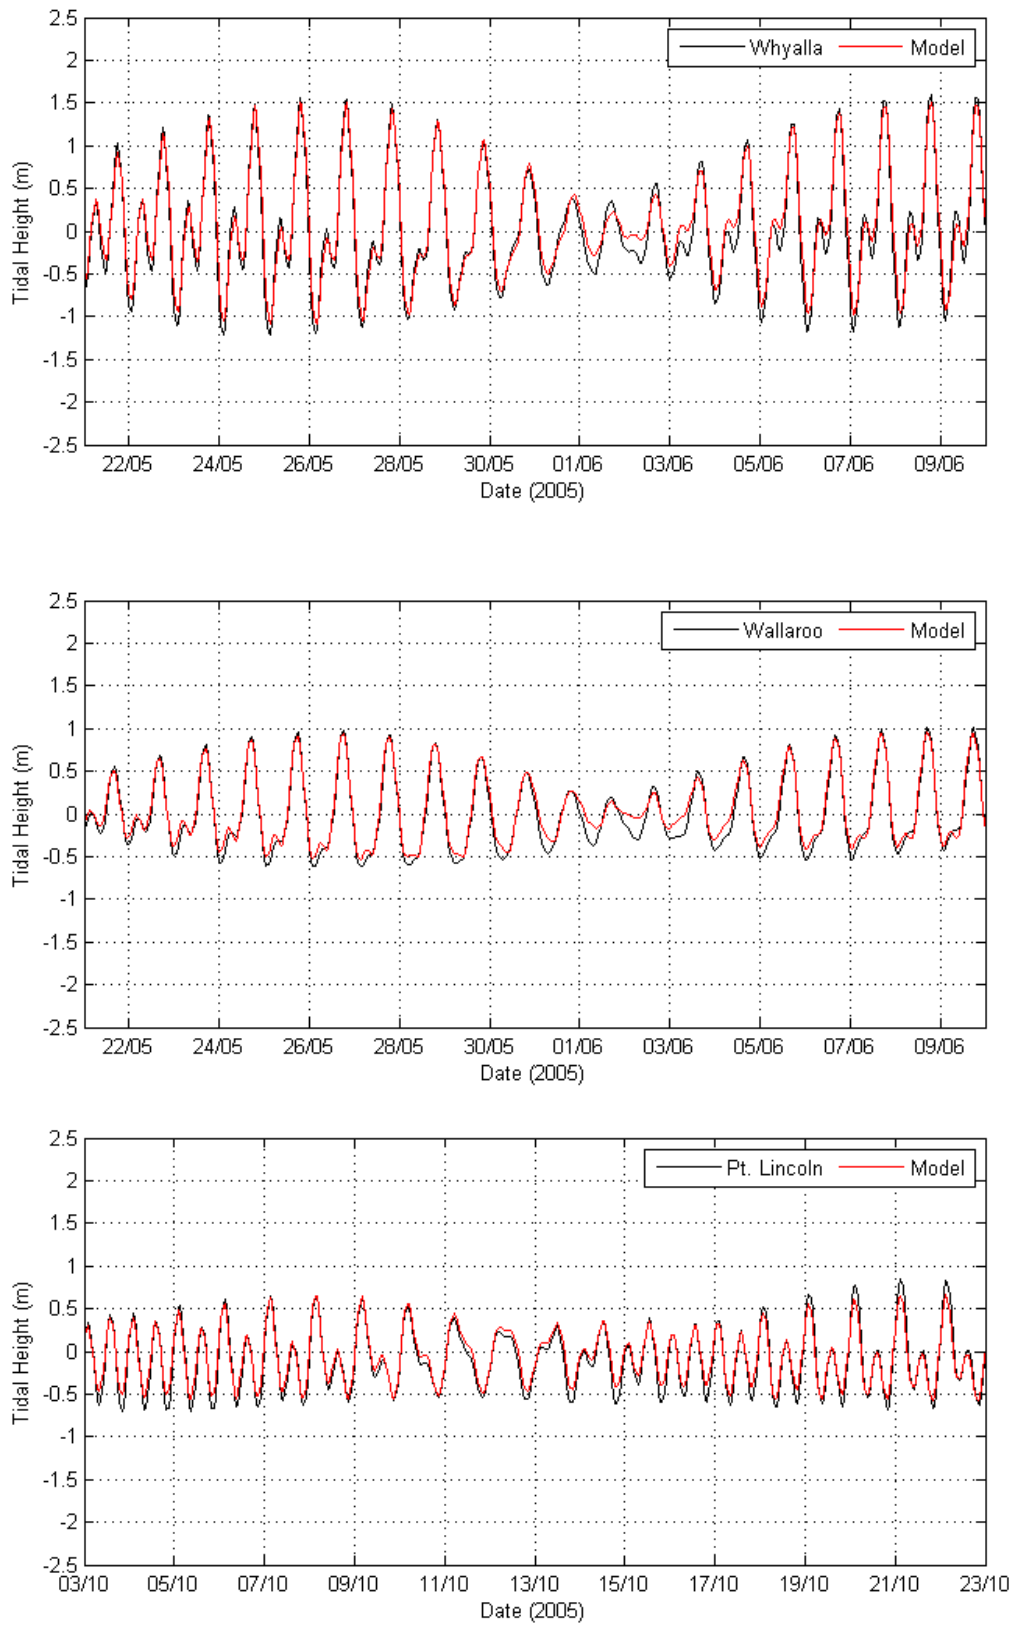 2.5
Whyalla Model
2
1.5
1
0.5
0
-0.5
-1
-1.5
-2
-2.5
Tidal Height (m)
22/05 24/05 26/05 28/05 30/05 01/06 03/06 05/06 07/06 09/06
Date (2005)
2.5
Wallaroo Model
2
1.5
1
0.5
0
-0.5
-1
-1.5
-2
-2.5
Tidal Height (m)
22/05 24/05 26/05 28/05 30/05 01/06 03/06 05/06 07/06 09/06
Date (2005)
2.5
Pt. Lincoln Model
2
1.5
1
0.5
0
-0.5
-1
-1.5
-2
-2.5
Tidal Height (m)
03/10 05/10 07/10 09/10 11/10 13/10 15/10 17/10 19/10 21/10 23/10
Date (2005)